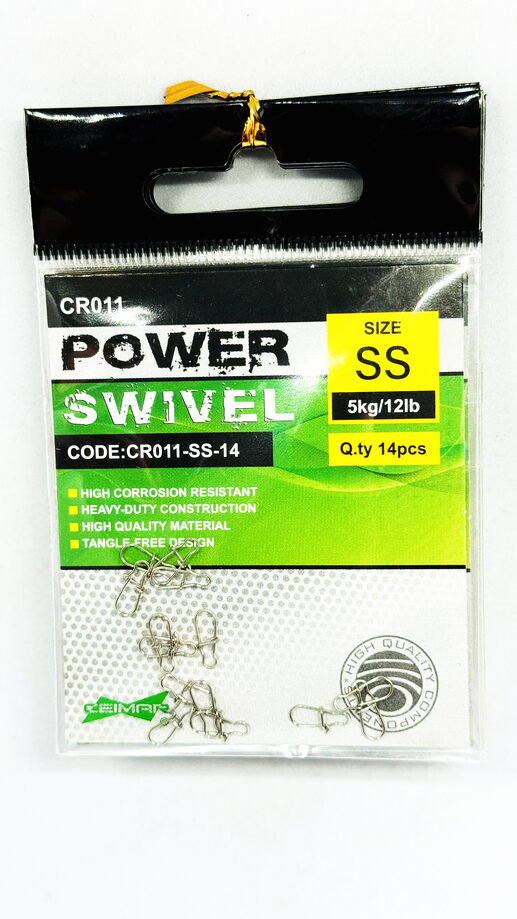 CR011
POWER
SWIVEL
CODE:CR011-SS-14
SIZE
SS
5kg/12lb
Q.ty 14pcs
HIGH CORROSION RESISTANT
HEAVY-DUTY CONSTRUCTION
HIGH QUALITY MATERIAL
TANGLE-FREE DESIGN
CEIMAR
HIGH QUALITY COMPONENTS